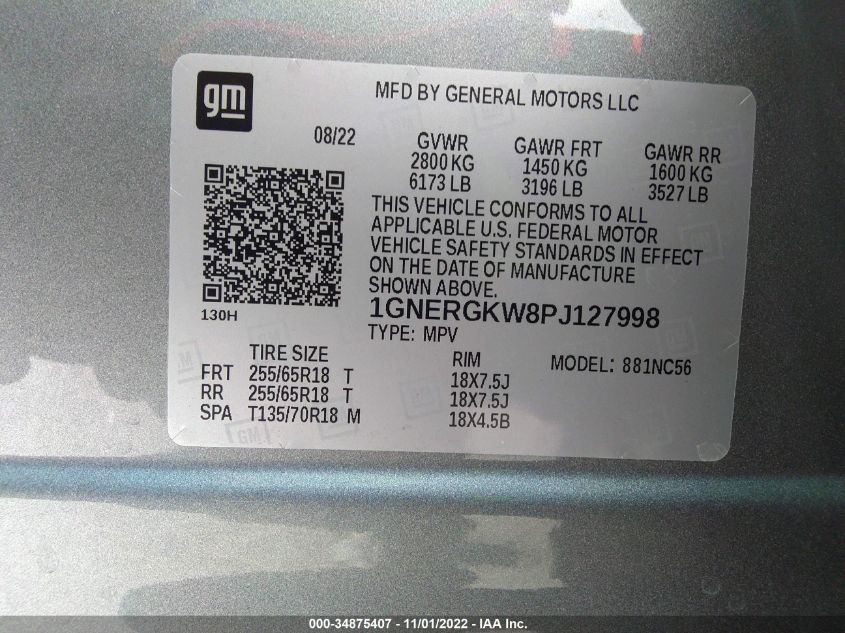 gm
MFD BY GENERAL MOTORS LLC
08/22
GVWR GAWR FRT GAWR RR
2800 KG 1450 KG 1600 KG
6173 LB 3196 LB 3527 LB
THIS VEHICLE CONFORMS TO ALL
APPLICABLE U.S. FEDERAL MOTOR
VEHICLE SAFETY STANDARDS IN EFFECT
ON THE DATE OF MANUFACTURE
SHOWN ABOVE.
130H
1GNERGKW8PJ127998
TYPE: MPV
TIRE SIZE RIM MODEL: 881NC56
FRT 255/65R18 T 18X7.5J
RR 255/65R18 T 18X7.5J
SPA T135/70R18 M 18X4.5B
GM
000-34875407 - 11/01/2022 - IAA Inc.